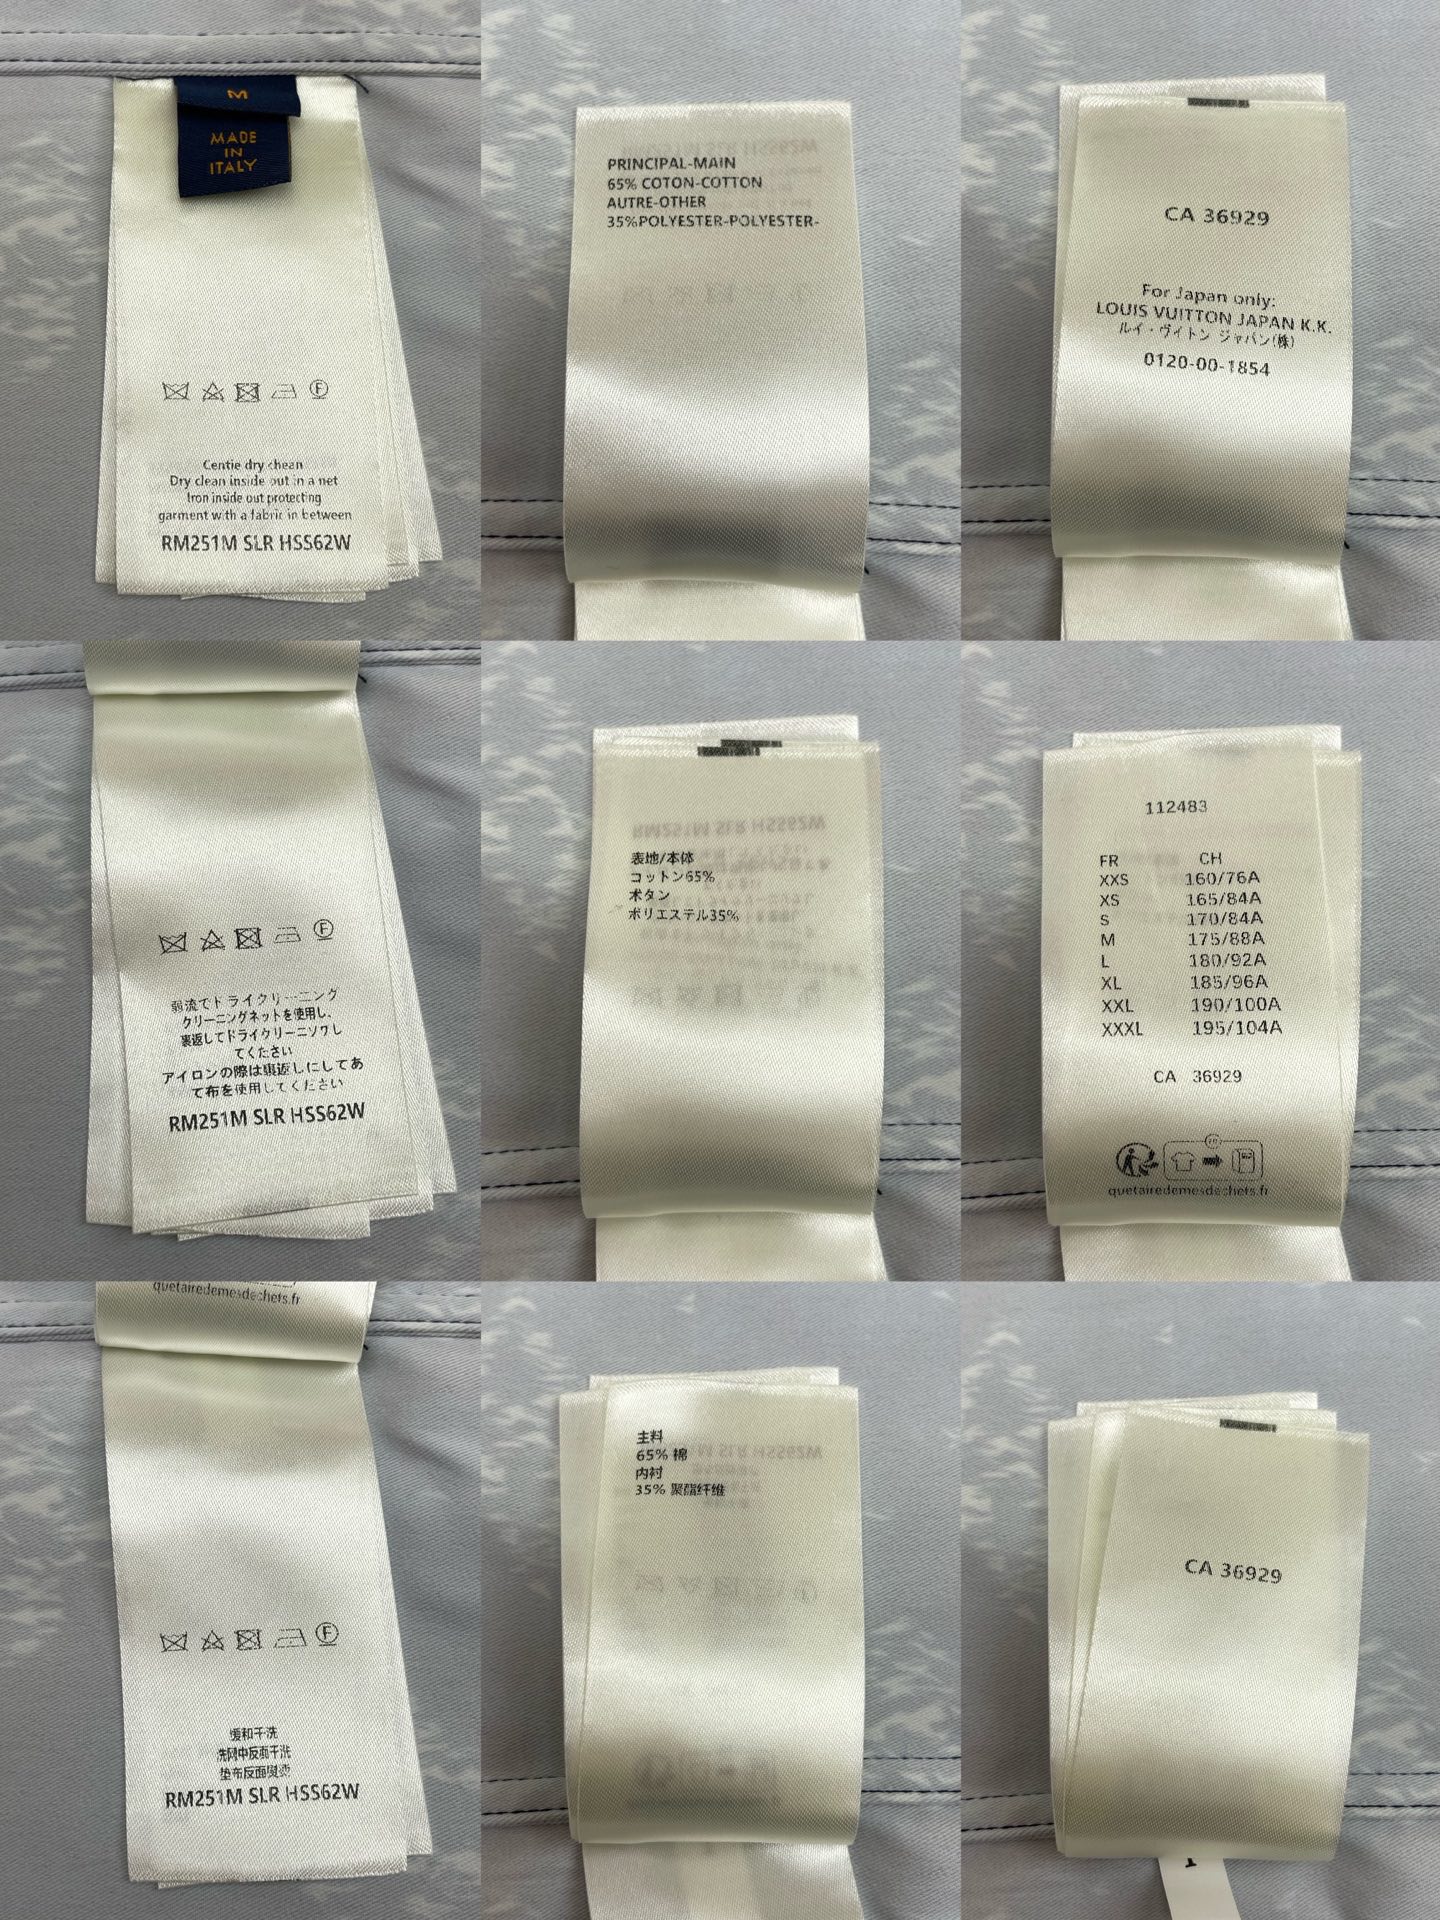 M
MADE
IN
ITALY
Centie dry chean
Dry clean inside out in a net
Iron inside out protecting
garment with a fabric in between
RM251M SLR HSS62W
PRINCIPAL-MAIN
65% COTON-COTTON
AUTRE-OTHER
35%POLYESTER-POLYESTER-
CA 36929
For Japan only:
LOUIS VUITTON JAPAN K.K.
ルイ・ヴィトン ジャパン(株)
0120-00-1854
弱流でドライクリーニング
クリーニングネットを使用し、
裏返してドライクリーニソワし
てください
アイロンの際は裏返しにしてあ
て布を使用してください
RM251M SLR HSS62W
表地/本体
コットン65%
ボタン
ポリエステル35%
112483
FR CH
XXS 160/76A
XS 165/84A
S 170/84A
M 175/88A
L 180/92A
XL 185/96A
XXL 190/100A
XXXL 195/104A
CA 36929
quetairedemesdechets.fr
quetairedemesdechets.fr
缓和干洗
洗网中反面干洗
垫布反面熨烫
RM251M SLR HSS62W
主料
65% 棉
内衬
35% 聚酯纤维
CA 36929